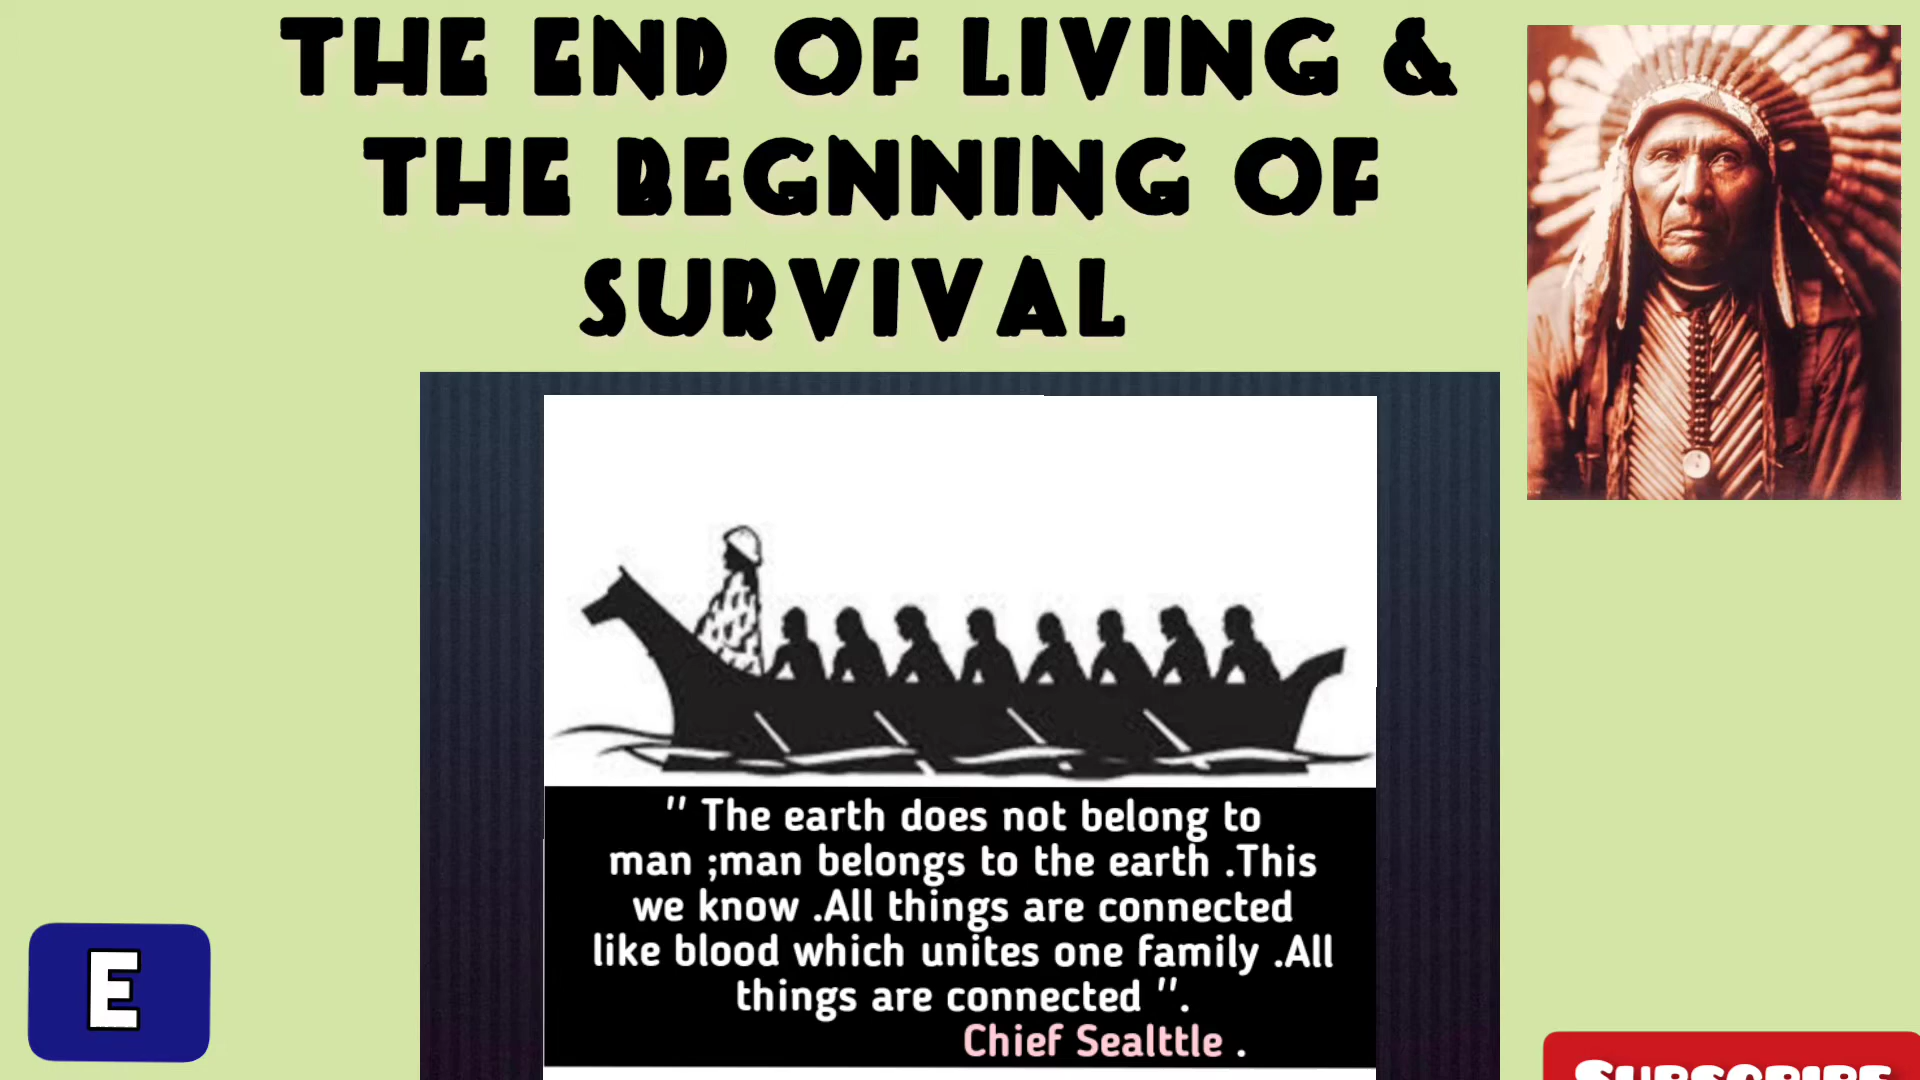 THE END OF LIVING &
THE BEGNNING OF
SURVIVAL
" The earth does not belong to
man ;man belongs to the earth .This
we know .All things are connected
like blood which unites one family .All
things are connected ".
Chief Sealttle .
E
SUBSCRIBE